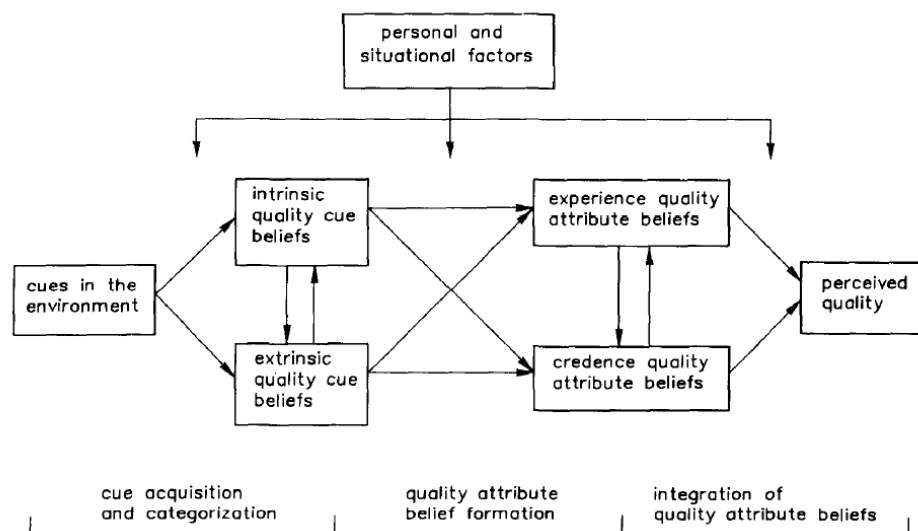 personal and
situational factors
intrinsic
quality cue
beliefs
experience quality
attribute beliefs
cues in the
environment
perceived
quality
extrinsic
quality cue
beliefs
credence quality
attribute beliefs
cue acquisition
and categorization
quality attribute
belief formation
integration of
quality attribute beliefs